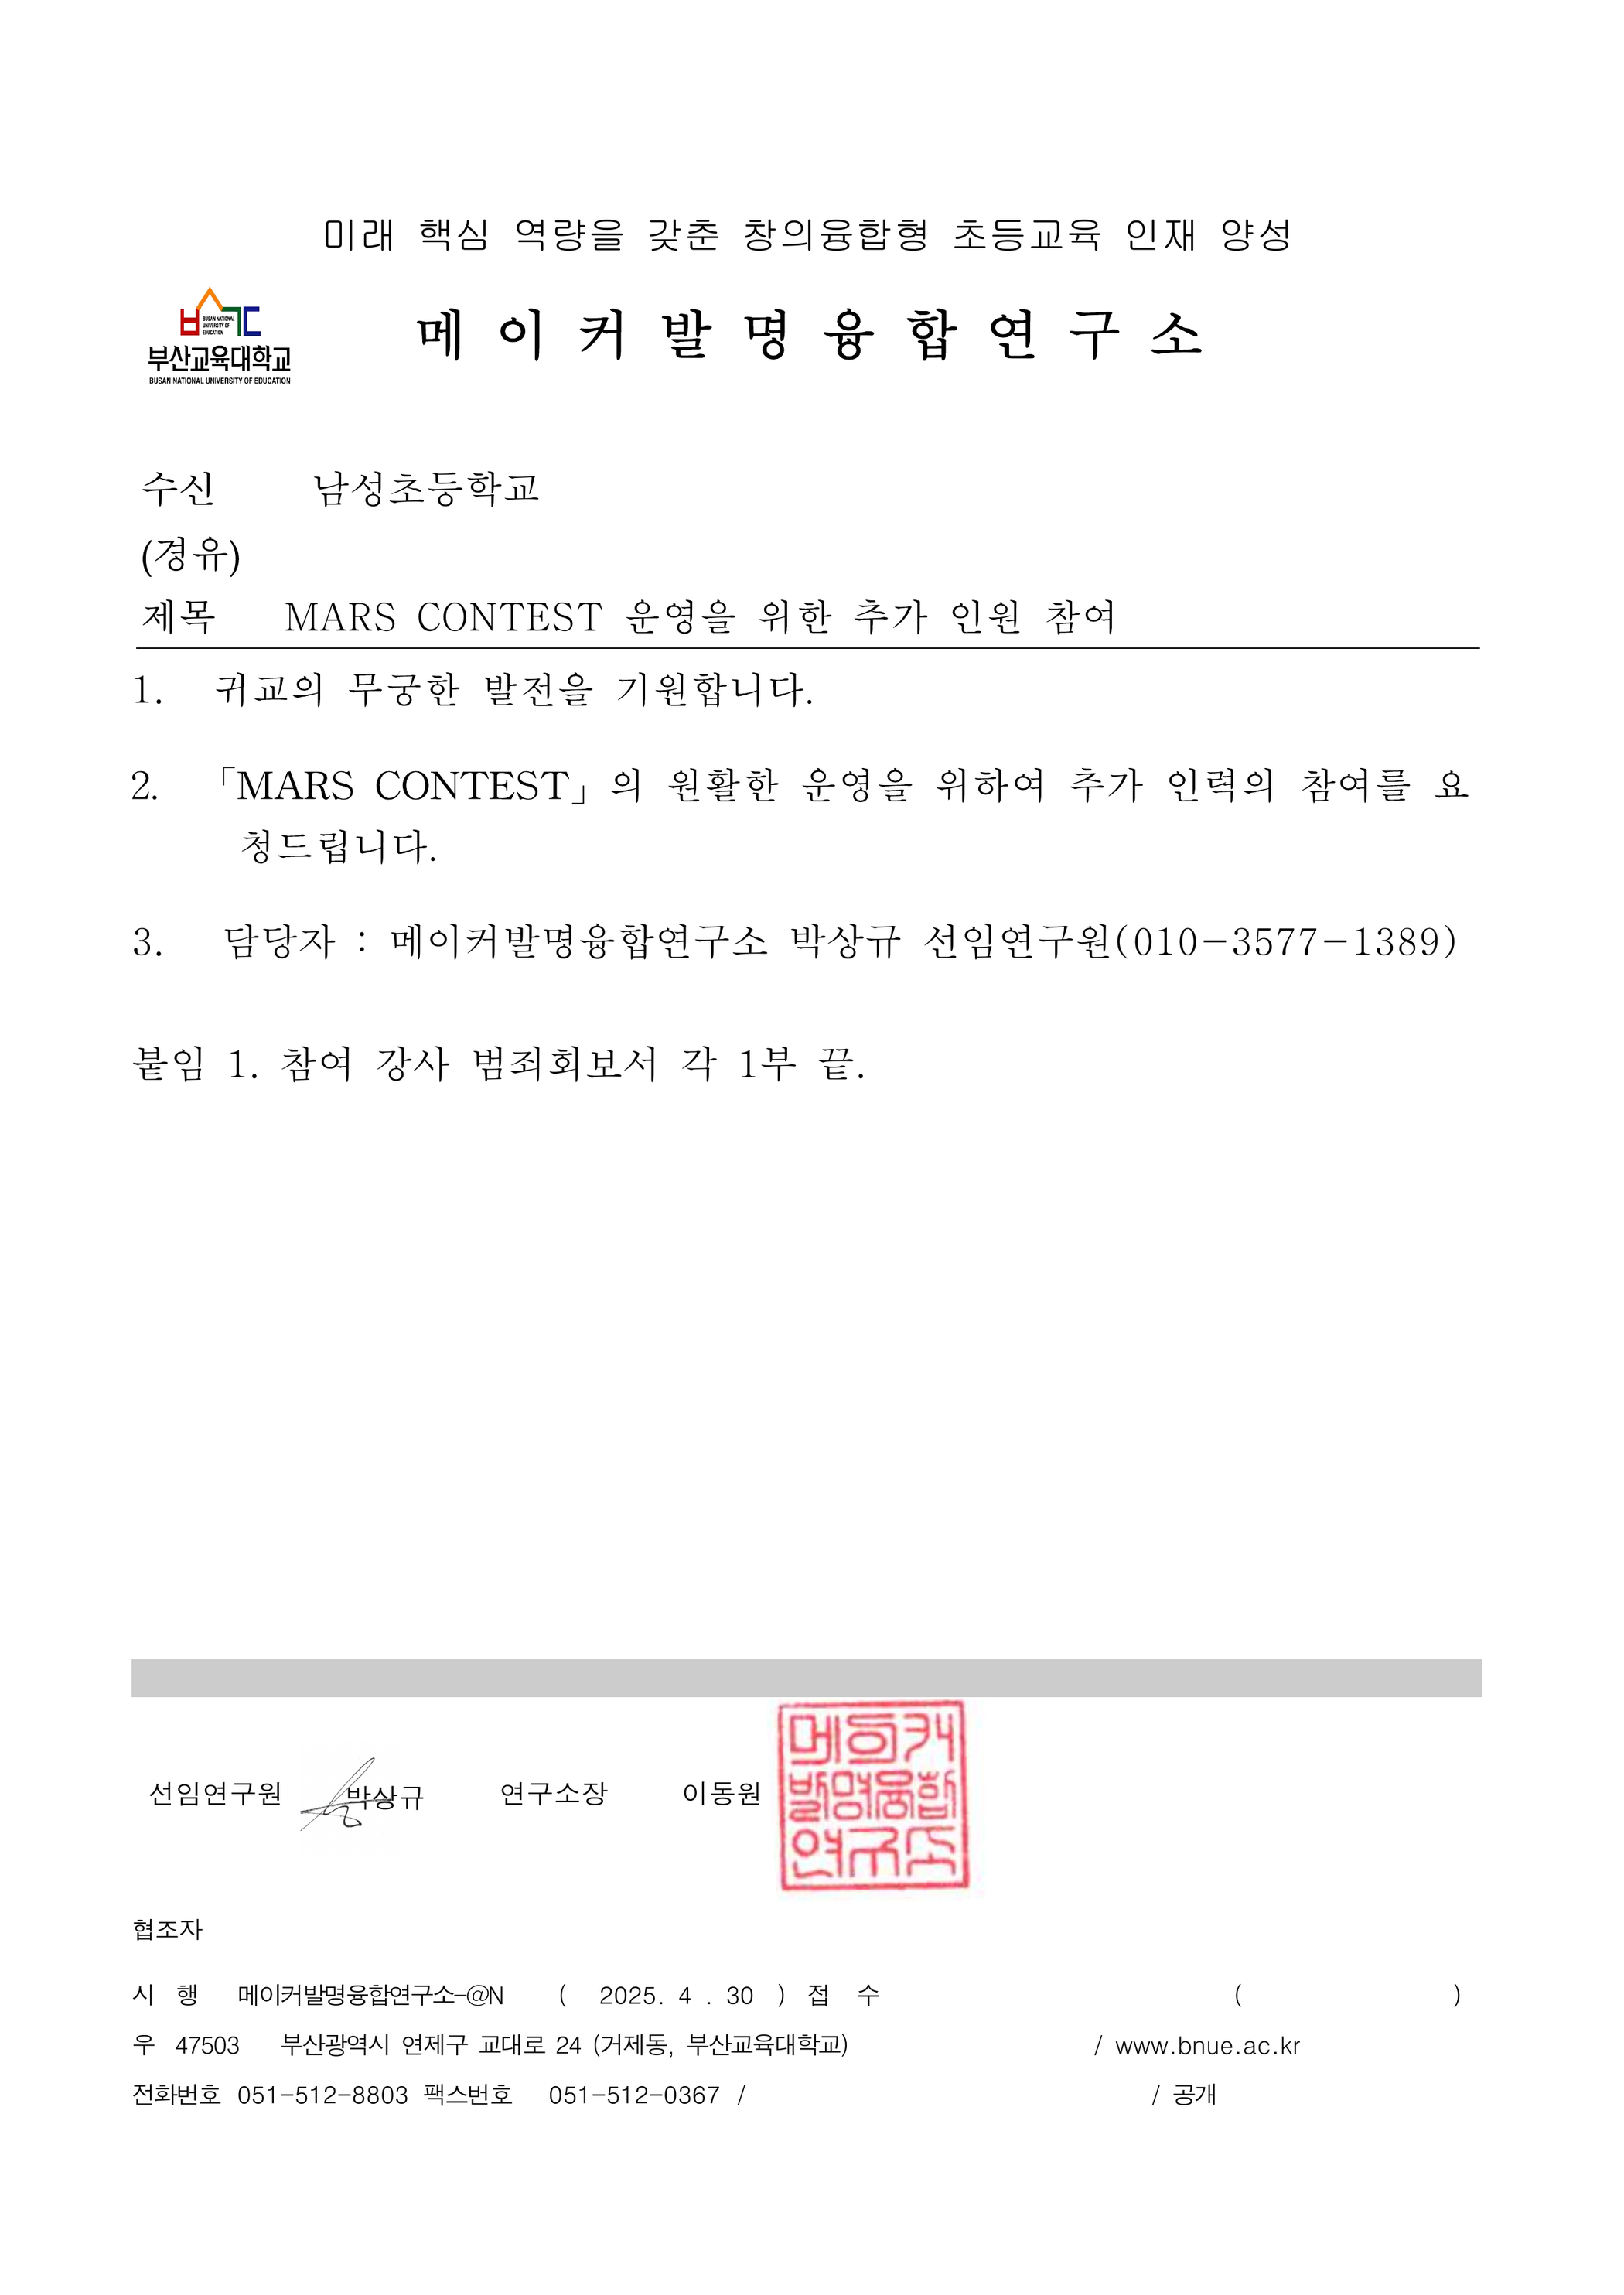 미래 핵심 역량을 갖춘 창의융합형 초등교육 인재 양성
BUSAN NATIONAL
UNIVERSITY OF
EDUCATION
부산교육대학교
BUSAN NATIONAL UNIVERSITY OF EDUCATION
메이커발명융합연구소
수신 남성초등학교
(경유)
제목 MARS CONTEST 운영을 위한 추가 인원 참여
1. 귀교의 무궁한 발전을 기원합니다.
2. 「MARS CONTEST」의 원활한 운영을 위하여 추가 인력의 참여를 요
청드립니다.
3. 담당자 : 메이커발명융합연구소 박상규 선임연구원(010-3577-1389)
붙임 1. 참여 강사 범죄회보서 각 1부 끝.
선임연구원 박상규 연구소장 이동원
메이커
발명융합
연구소
협조자
시 행 메이커발명융합연구소-@N ( 2025. 4 . 30 ) 접 수 ( )
우 47503 부산광역시 연제구 교대로 24 (거제동, 부산교육대학교) / www.bnue.ac.kr
전화번호 051-512-8803 팩스번호 051-512-0367 / / 공개